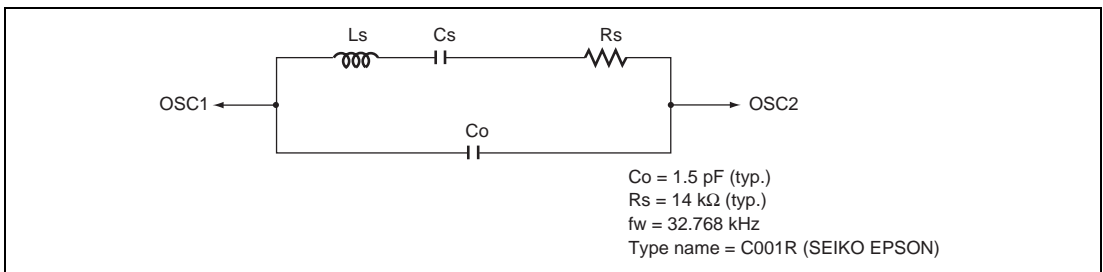 Ls Cs Rs
OSC1 OSC2
Co
Co = 1.5 pF (typ.)
Rs = 14 kΩ (typ.)
fw = 32.768 kHz
Type name = C001R (SEIKO EPSON)